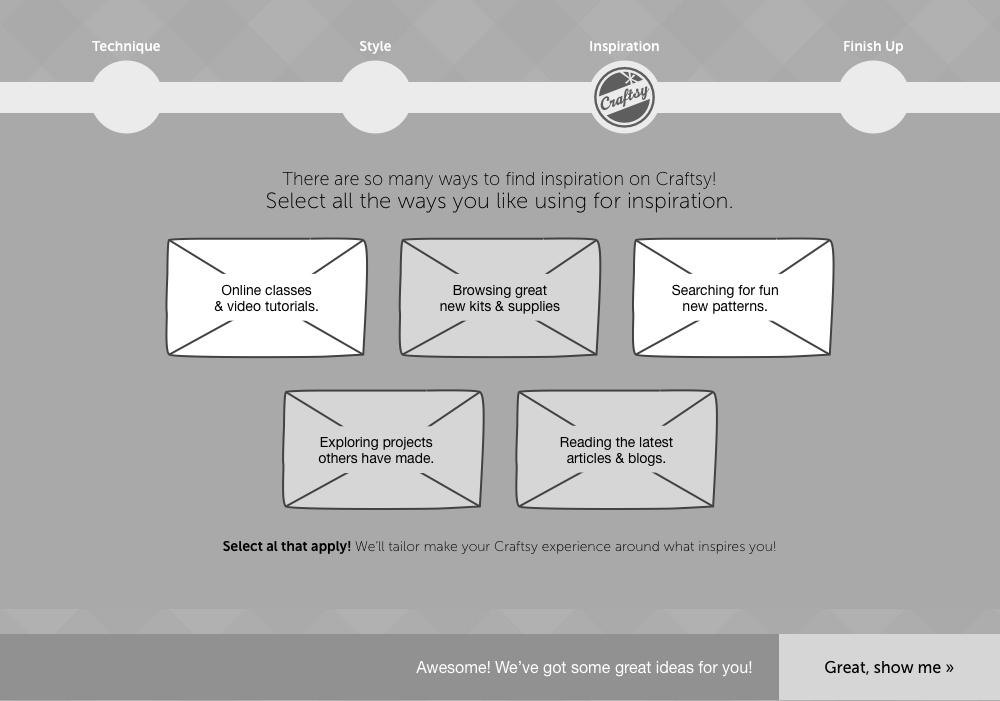 Technique Style Inspiration Finish Up
Craftsy
There are so many ways to find inspiration on Craftsy!
Select all the ways you like using for inspiration.
Online classes
& video tutorials.
Browsing great
new kits & supplies
Searching for fun
new patterns.
Exploring projects
others have made.
Reading the latest
articles & blogs.
Select al that apply! We'll tailor make your Craftsy experience around what inspires you!
Awesome! We've got some great ideas for you!
Great, show me »